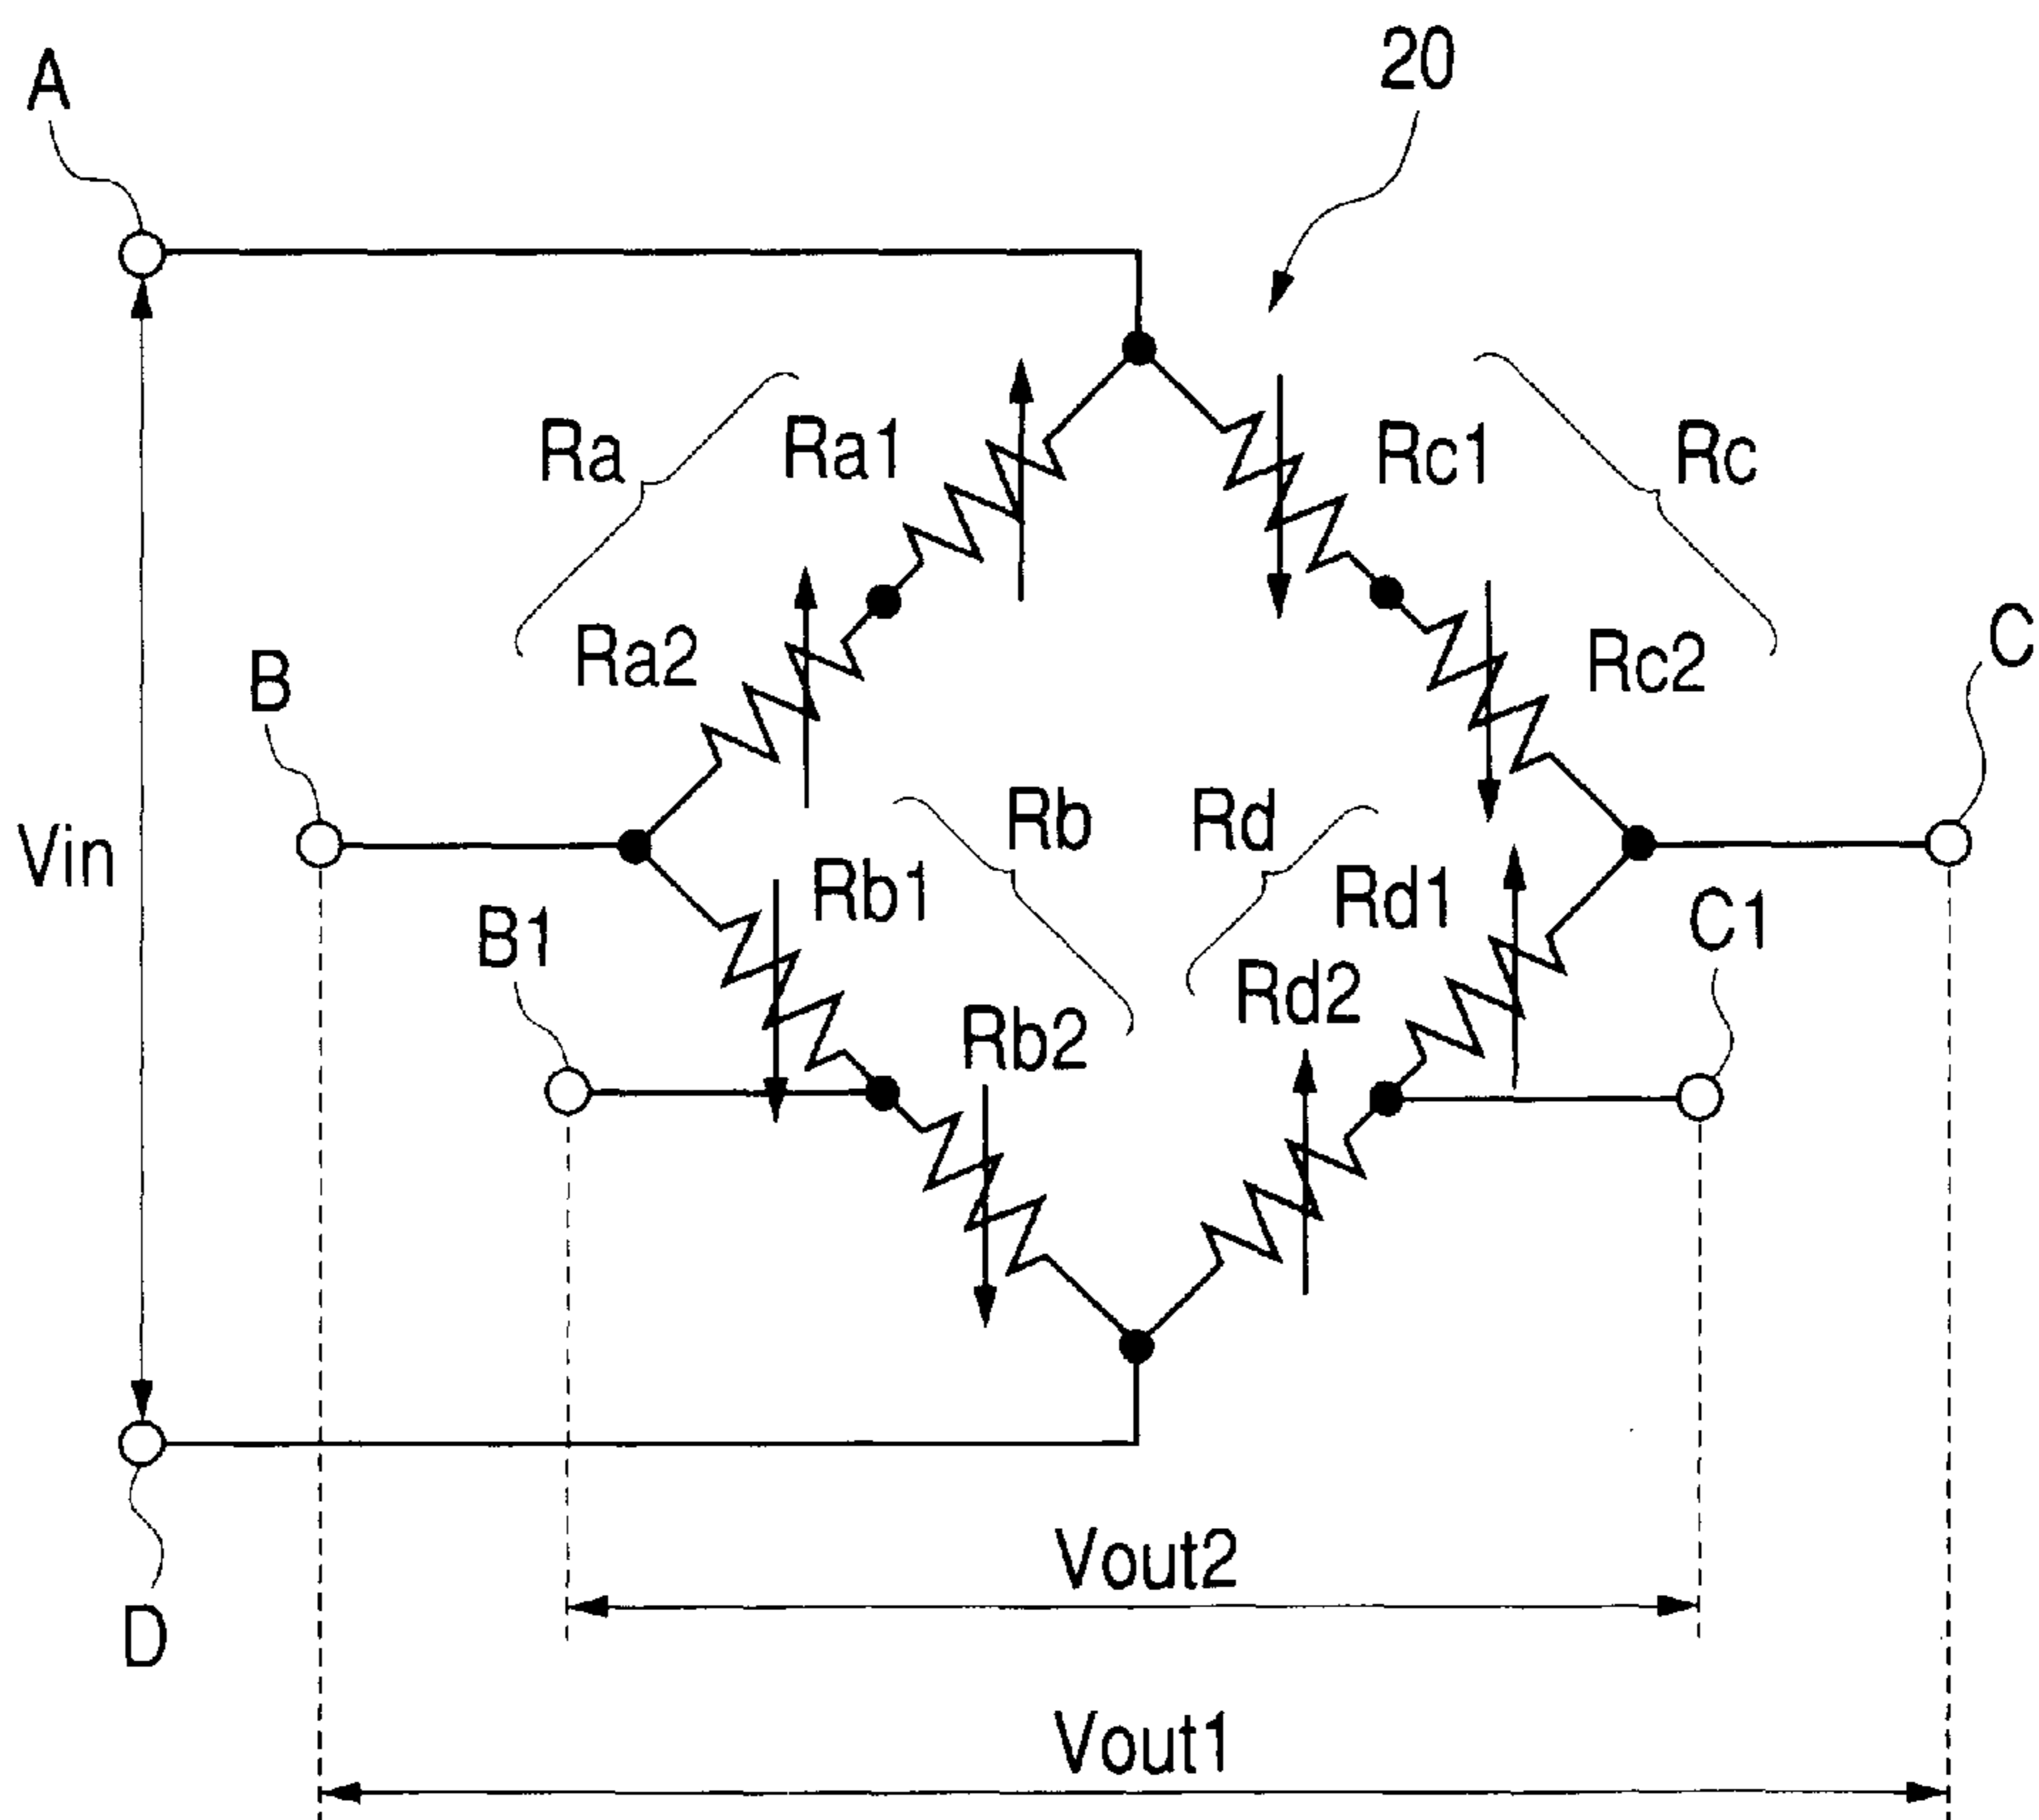 20
A
Ra
Ra1
Rc1
Rc
Ra2
Rc2
C
B
Vin
Rb
Rd
Rb1
Rd1
B1
C1
Rb2
Rd2
Vout2
D
Vout1